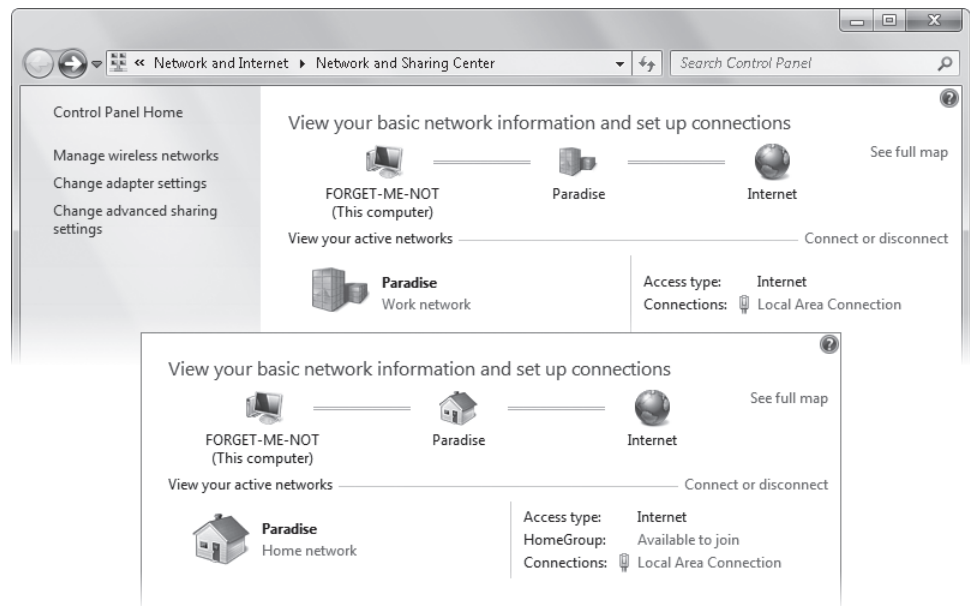 « Network and Internet ▸ Network and Sharing Center
Search Control Panel
Control Panel Home
Manage wireless networks
Change adapter settings
Change advanced sharing
settings
View your basic network information and set up connections
See full map
FORGET-ME-NOT
(This computer)
Paradise
Internet
View your active networks
Connect or disconnect
Paradise
Work network
Access type: Internet
Connections: Local Area Connection
View your basic network information and set up connections
See full map
FORGET-ME-NOT
(This computer)
Paradise
Internet
View your active networks
Connect or disconnect
Paradise
Home network
Access type: Internet
HomeGroup: Available to join
Connections: Local Area Connection